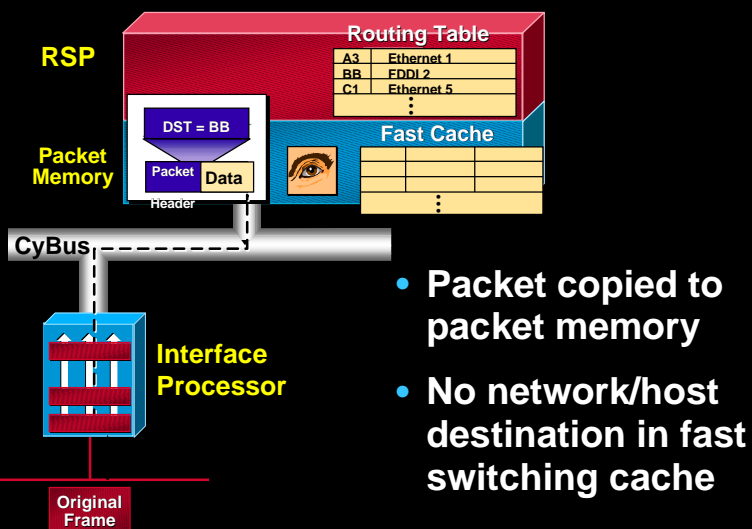 Routing Table
RSP
A3 Ethernet 1
BB FDDI 2
C1 Ethernet 5
DST = BB
Fast Cache
Packet
Memory
Packet Data
Header
CyBus
• Packet copied to
packet memory
Interface
Processor
• No network/host
destination in fast
switching cache
Original
Frame